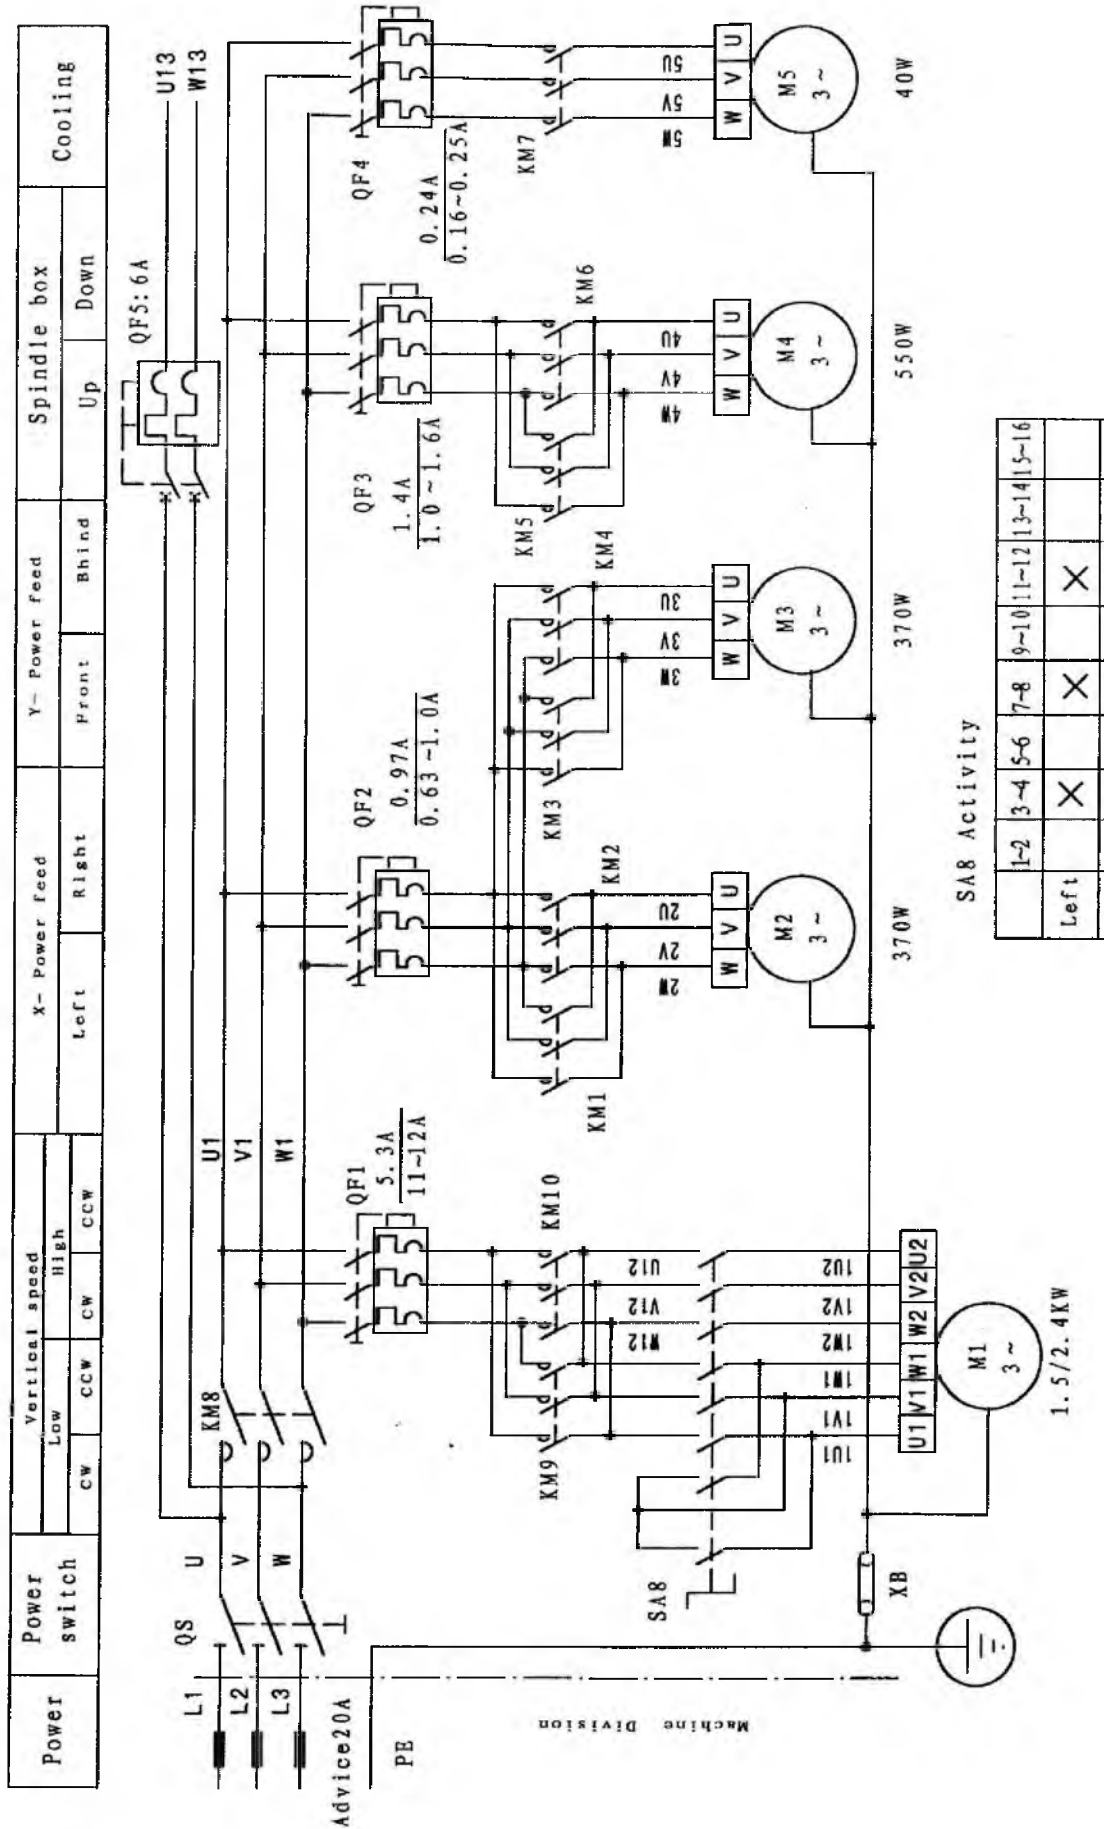 Power
Power switch
Vertical speed
Low
High
CW
CCW
CW
CCW
X- Power feed
Left
Right
Y- Power feed
Front
Bhind
Spindle box
Up
Down
Cooling
QS
L1
L2
L3
Advice20A
PE
Machine Division
U
V
W
KM8
U1
V1
W1
QF5:6A
U13
W13
QF1
5.3A
11~12A
QF2
0.97A
0.63~1.0A
QF3
1.4A
1.0~1.6A
QF4
0.24A
0.16~0.25A
KM9
KM10
KM1
KM2
KM3
KM4
KM5
KM6
KM7
U12
V12
W12
SA8
1U1
1V1
1W1
1W2
1V2
1U2
2W
2V
2U
3W
3V
3U
4W
4V
4U
5W
5V
5U
U1 V1 W1 W2 V2 U2
W V U
W V U
W V U
W V U
M1
3~
M2
3~
M3
3~
M4
3~
M5
3~
XB
1.5/2.4KW
370W
370W
550W
40W
SA8 Activity
1~2 3~4 5~6 7~8 9~10 11~12 13~14 15~16
Left X X X